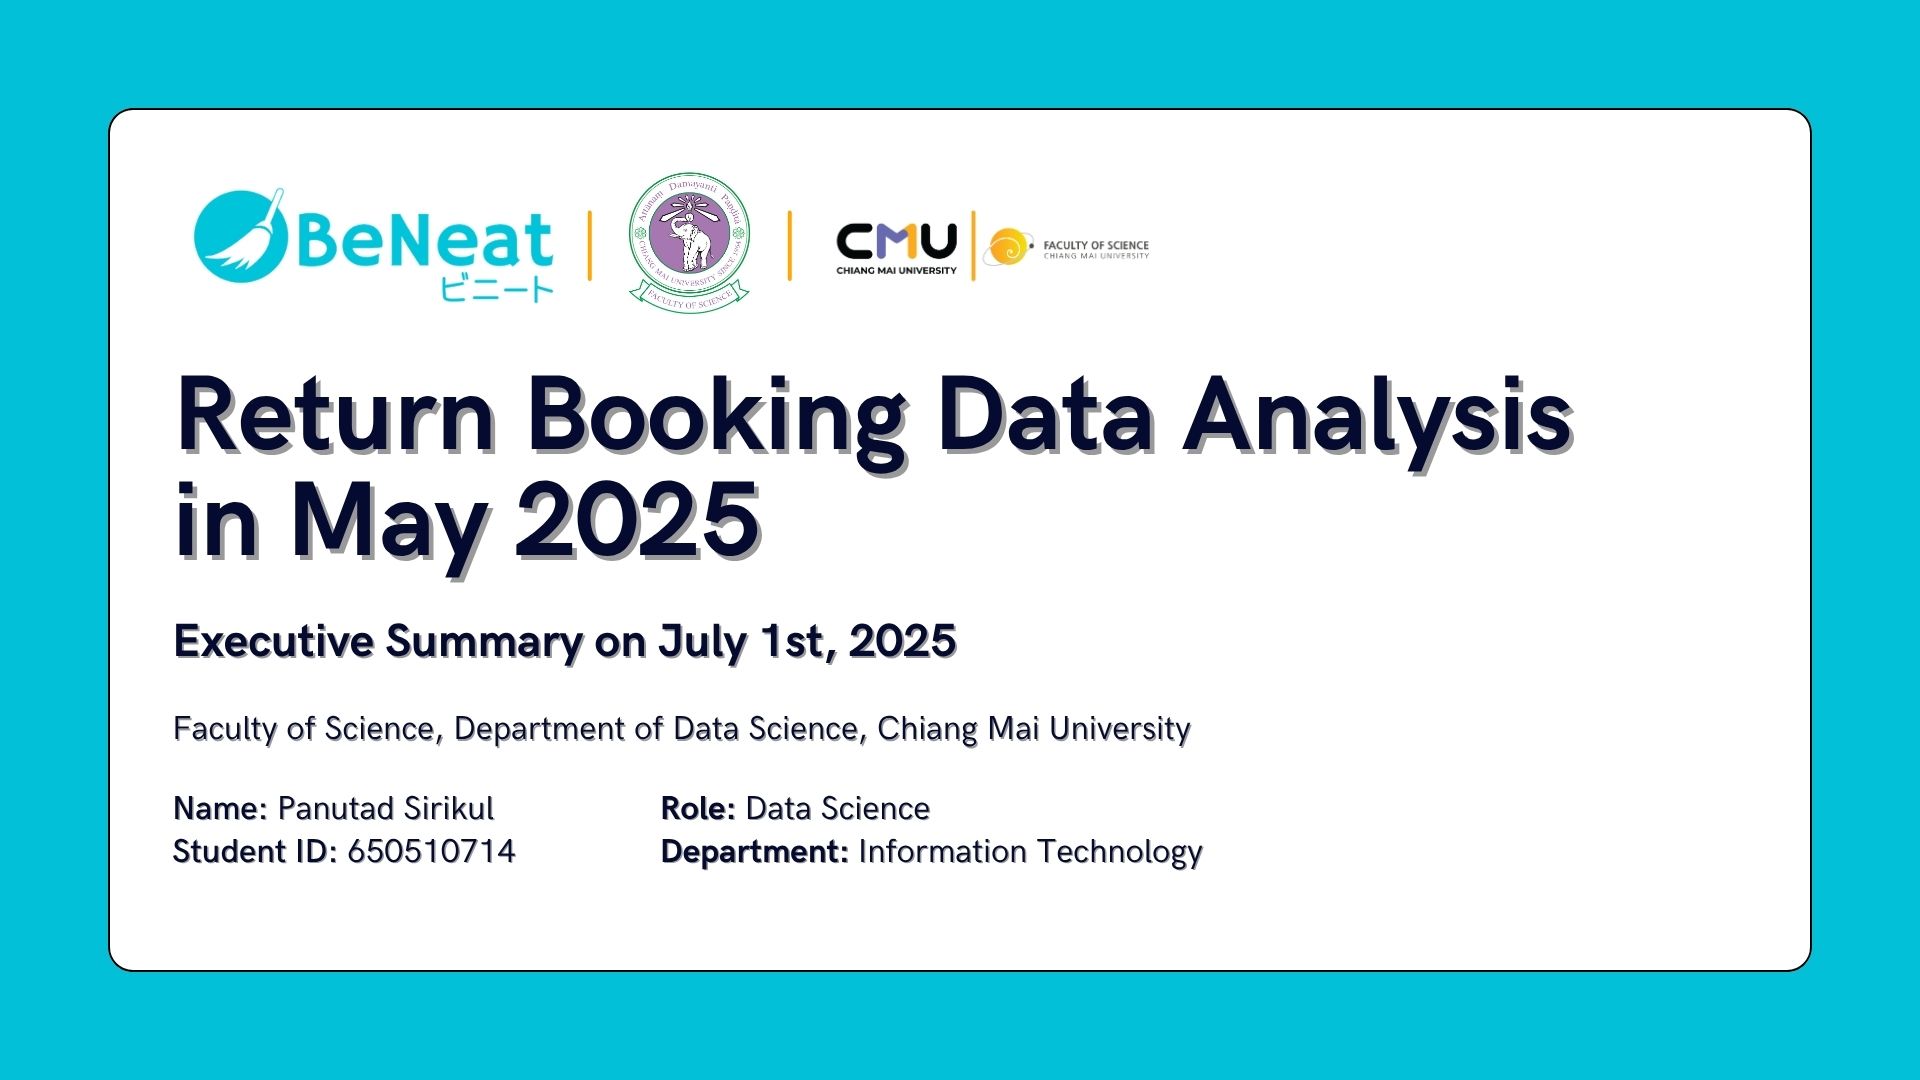 BeNeat
ビニート
Attānaṃ Damayanti Paṇḍitā
CHIANG MAI UNIVERSITY SINCE 1964
FACULTY OF SCIENCE
CMU
CHIANG MAI UNIVERSITY
FACULTY OF SCIENCE
CHIANG MAI UNIVERSITY
Return Booking Data Analysis
in May 2025
Executive Summary on July 1st, 2025
Faculty of Science, Department of Data Science, Chiang Mai University
Name: Panutad Sirikul
Role: Data Science
Student ID: 650510714
Department: Information Technology